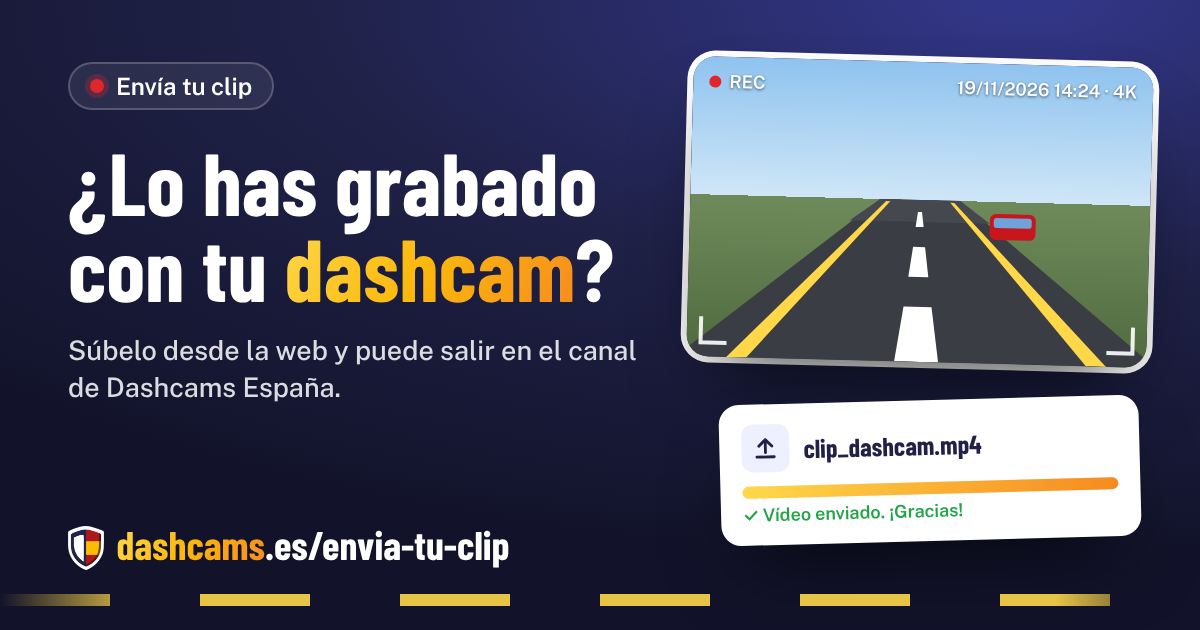 Envía tu clip
¿Lo has grabado
con tu dashcam?
Súbelo desde la web y puede salir en el canal
de Dashcams España.
dashcams.es/envia-tu-clip
REC
19/11/2026 14:24 · 4K
clip_dashcam.mp4
Vídeo enviado. ¡Gracias!